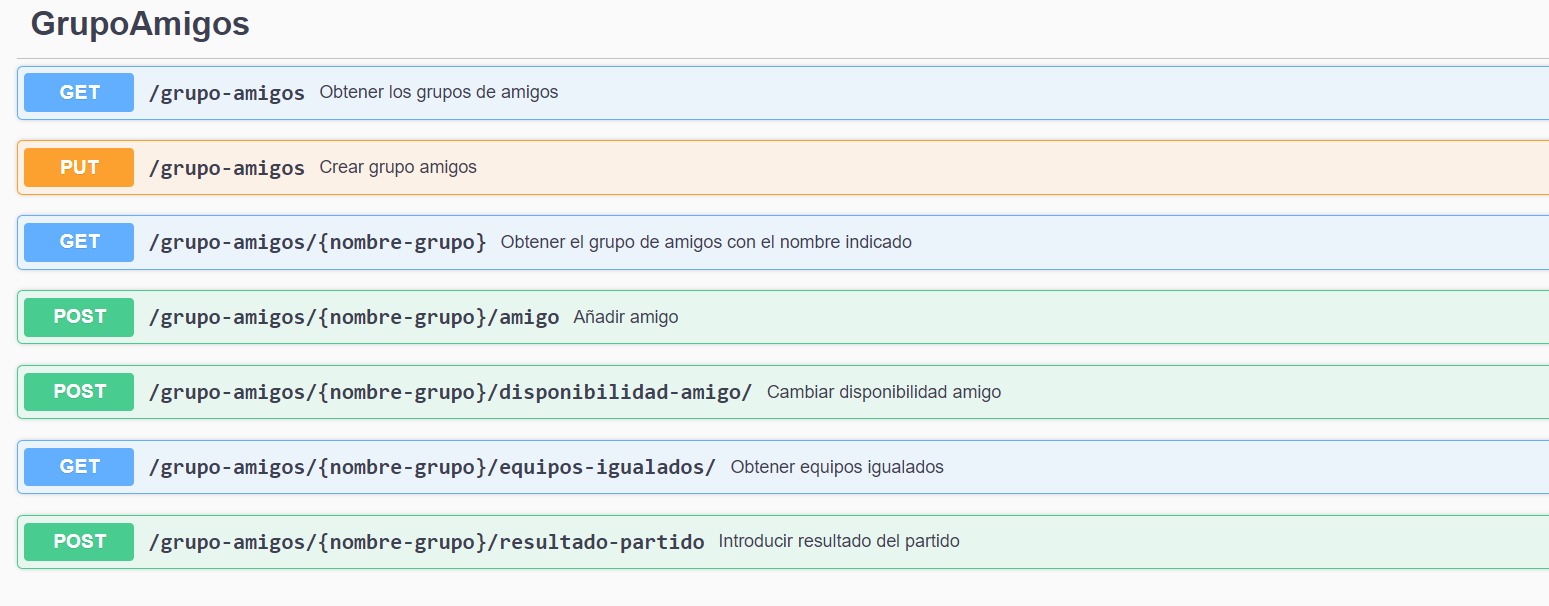 GrupoAmigos
GET /grupo-amigos Obtener los grupos de amigos
PUT /grupo-amigos Crear grupo amigos
GET /grupo-amigos/{nombre-grupo} Obtener el grupo de amigos con el nombre indicado
POST /grupo-amigos/{nombre-grupo}/amigo Añadir amigo
POST /grupo-amigos/{nombre-grupo}/disponibilidad-amigo/ Cambiar disponibilidad amigo
GET /grupo-amigos/{nombre-grupo}/equipos-igualados/ Obtener equipos igualados
POST /grupo-amigos/{nombre-grupo}/resultado-partido Introducir resultado del partido